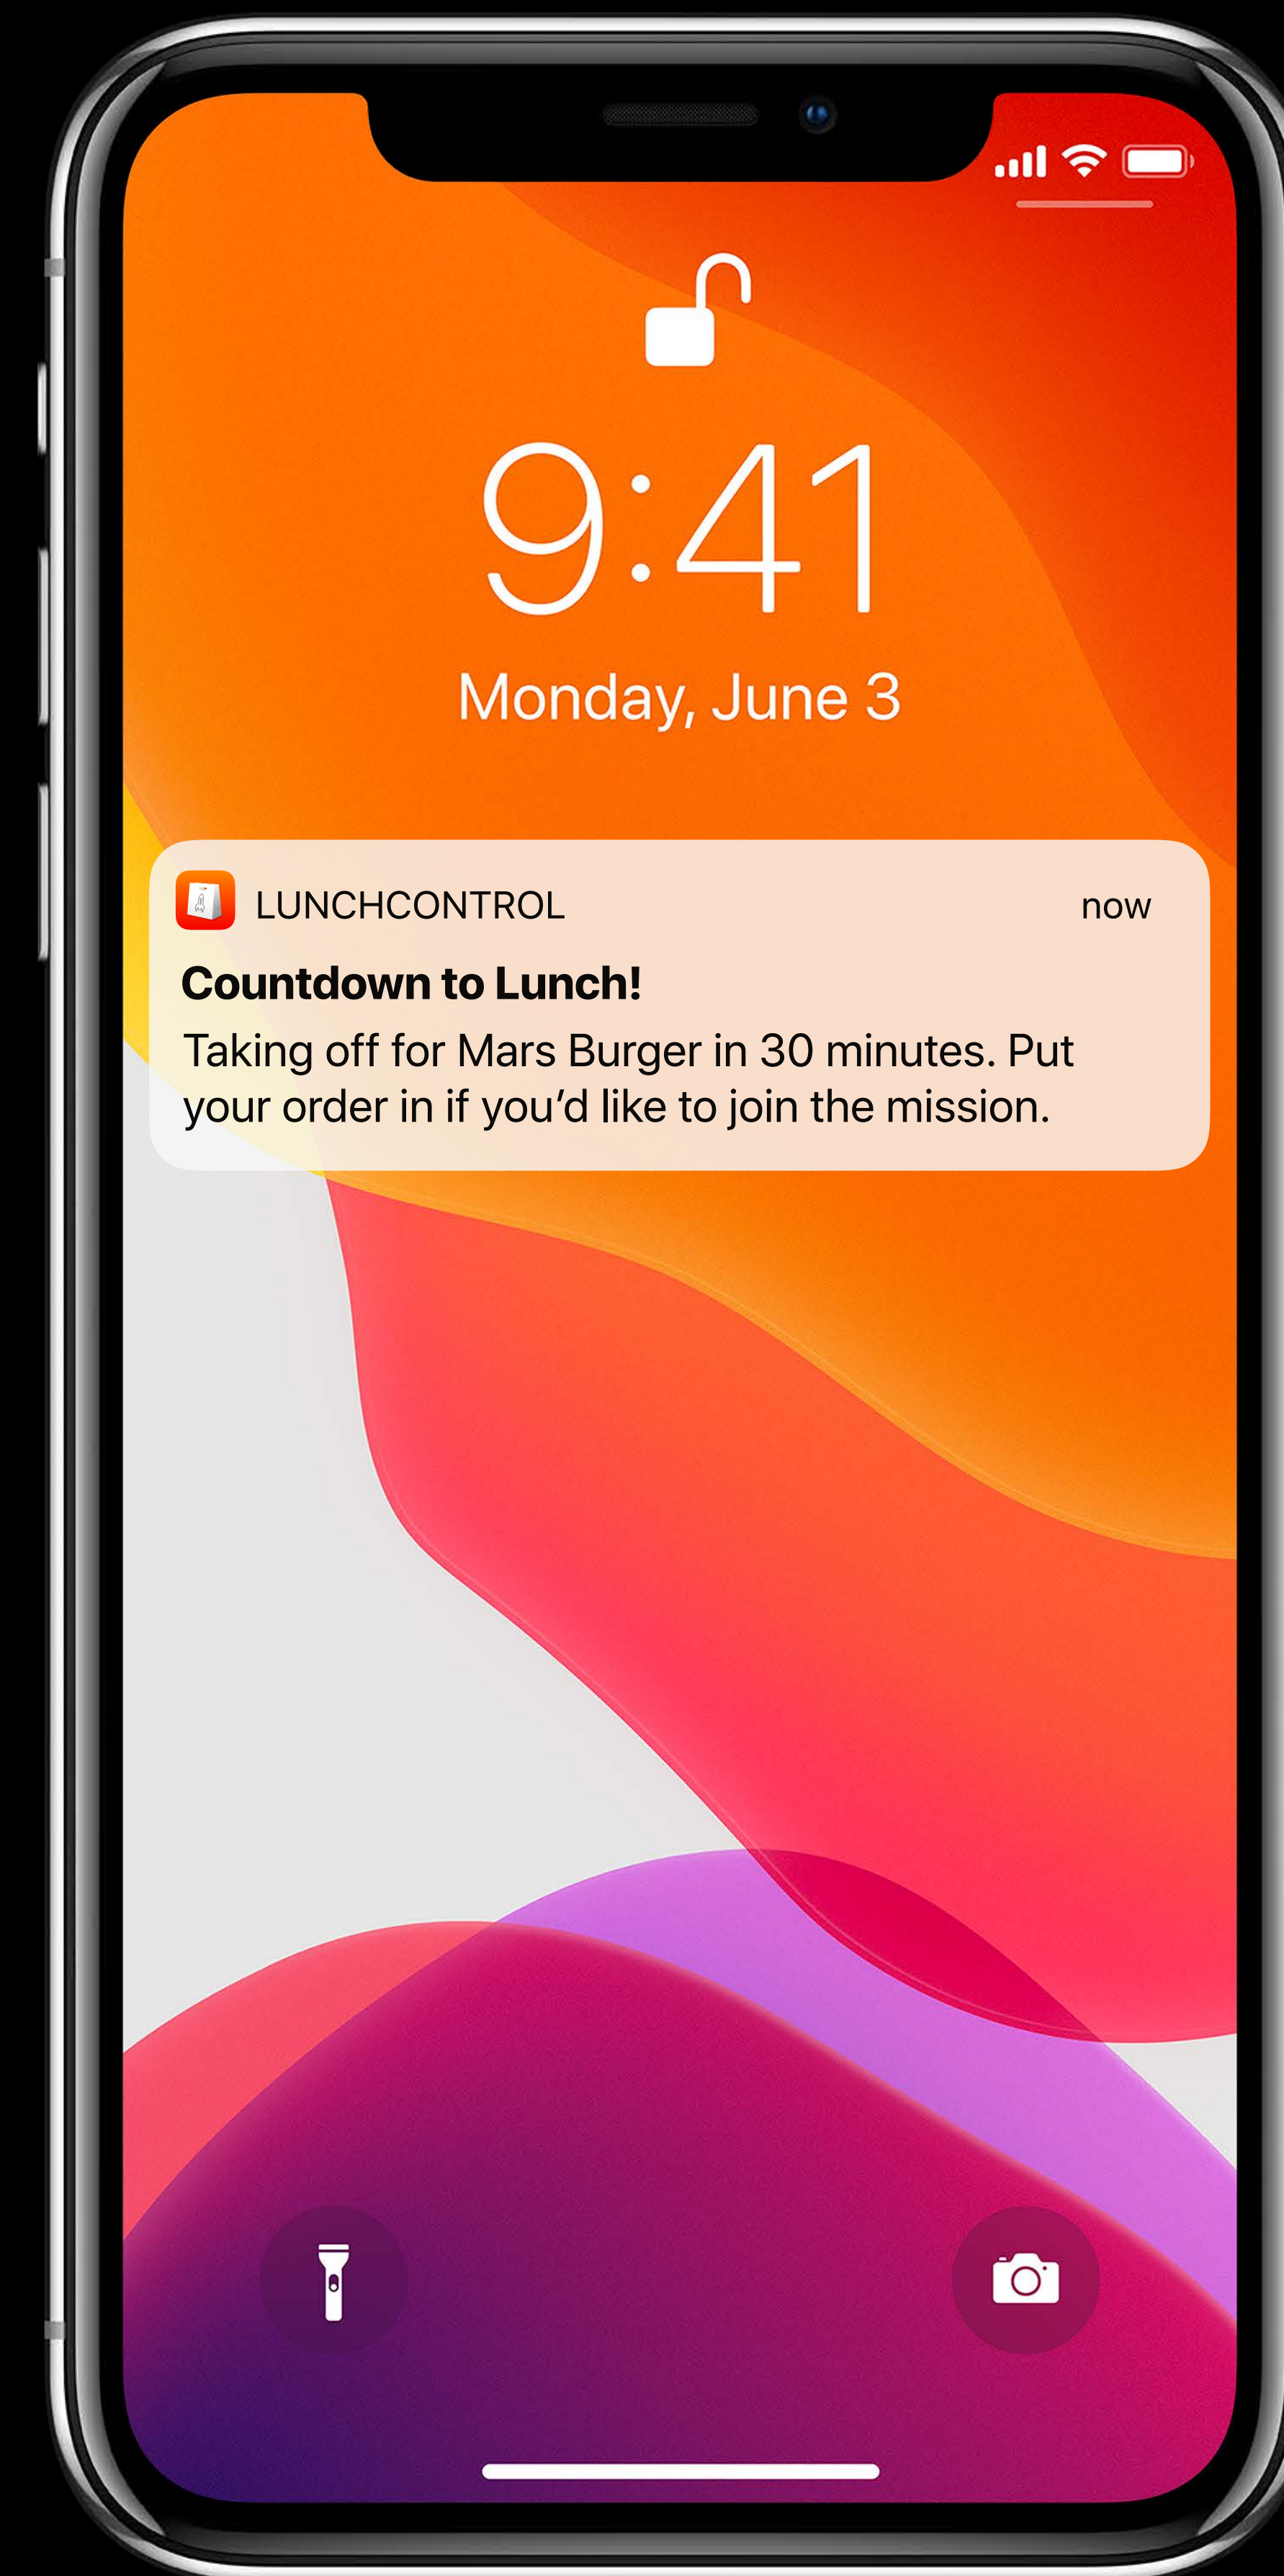 9:41
Monday, June 3
LUNCHCONTROL now
Countdown to Lunch!
Taking off for Mars Burger in 30 minutes. Put
your order in if you’d like to join the mission.